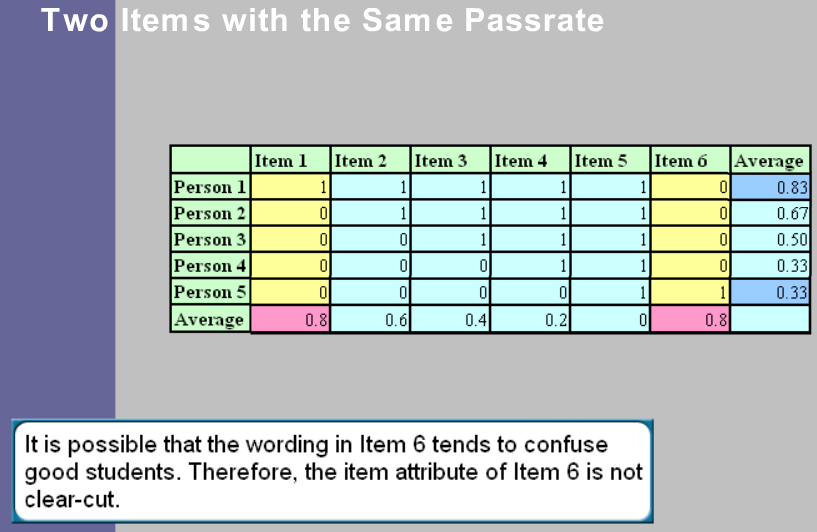 Two Items with the Same Passrate
Item 1 Item 2 Item 3 Item 4 Item 5 Item 6 Average
Person 1 1 1 1 1 1 0 0.83
Person 2 0 1 1 1 1 0 0.67
Person 3 0 0 1 1 1 0 0.50
Person 4 0 0 0 1 1 0 0.33
Person 5 0 0 0 0 1 1 0.33
Average 0.8 0.6 0.4 0.2 0 0.8
It is possible that the wording in Item 6 tends to confuse
good students. Therefore, the item attribute of Item 6 is not
clear-cut.